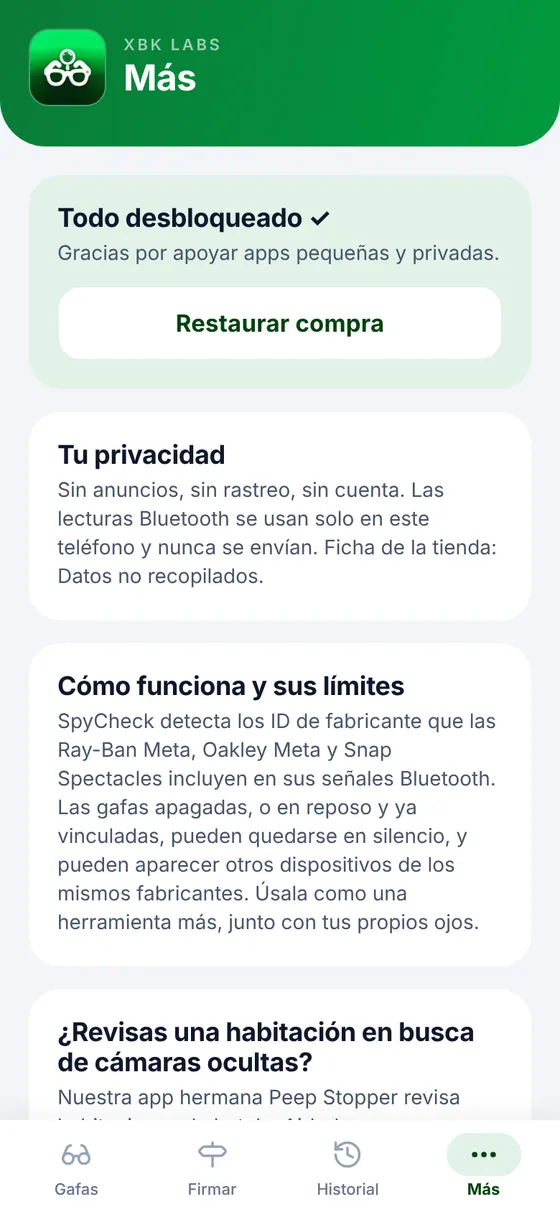 XBK LABS
Más
Todo desbloqueado ✓
Gracias por apoyar apps pequeñas y privadas.
Restaurar compra
Tu privacidad
Sin anuncios, sin rastreo, sin cuenta. Las
lecturas Bluetooth se usan solo en este
teléfono y nunca se envían. Ficha de la tienda:
Datos no recopilados.
Cómo funciona y sus límites
SpyCheck detecta los ID de fabricante que las
Ray-Ban Meta, Oakley Meta y Snap
Spectacles incluyen en sus señales Bluetooth.
Las gafas apagadas, o en reposo y ya
vinculadas, pueden quedarse en silencio, y
pueden aparecer otros dispositivos de los
mismos fabricantes. Úsala como una
herramienta más, junto con tus propios ojos.
¿Revisas una habitación en busca
de cámaras ocultas?
Nuestra app hermana Peep Stopper revisa
Gafas
Firmar
Historial
Más